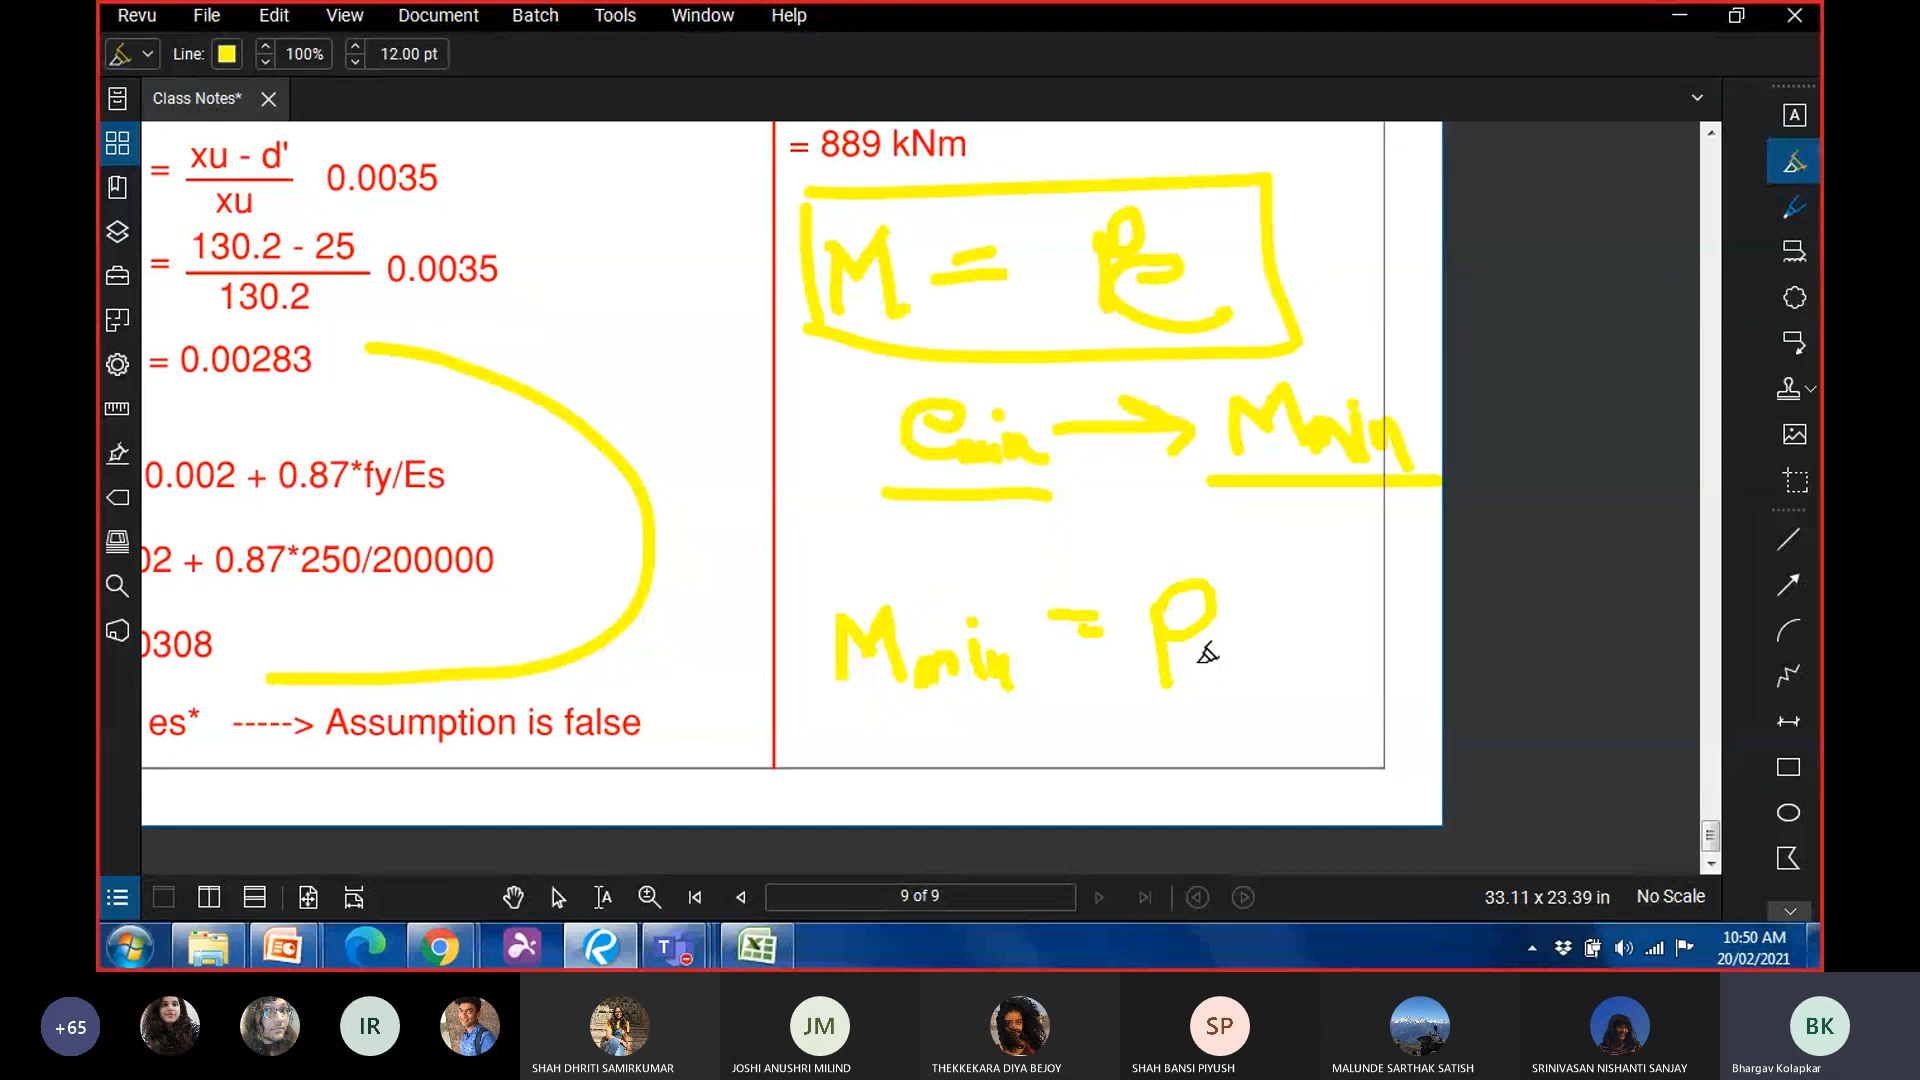 Revu File Edit View Document Batch Tools Window Help
Line: 100% 12.00 pt
Class Notes*
= xu - d' / xu 0.0035
= 130.2 - 25 / 130.2 0.0035
= 0.00283
0.002 + 0.87*fy/Es
02 + 0.87*250/200000
0308
es* -----> Assumption is false
= 889 kNm
M = Pe
emin → Mmin
Mmin = P
9 of 9
33.11 x 23.39 in No Scale
10:50 AM
20/02/2021
+65
IR
JM
SP
BK
SHAH DHRITI SAMIRKUMAR
JOSHI ANUSHRI MILIND
THEKKEKARA DIYA BEJOY
SHAH BANSI PIYUSH
MALUNDE SARTHAK SATISH
SRINIVASAN NISHANTI SANJAY
Bhargav Kolapkar